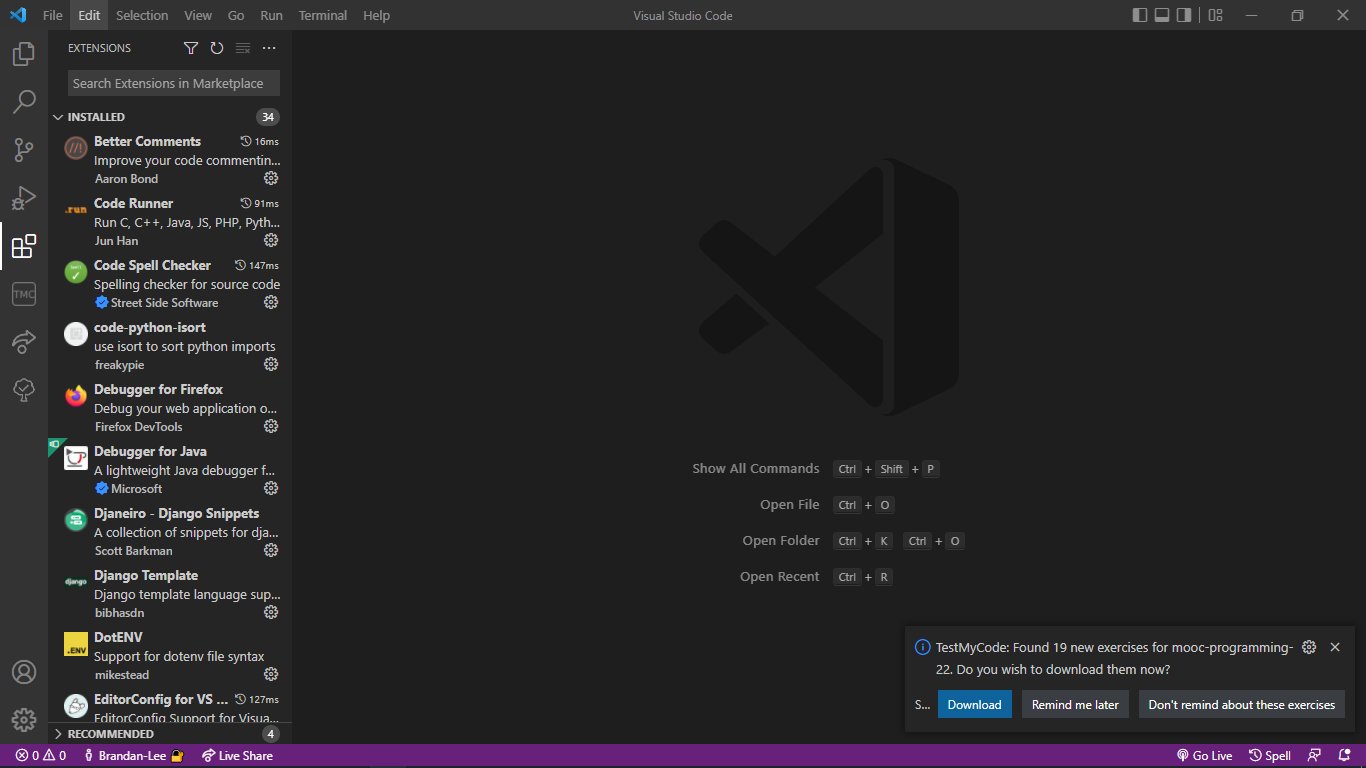 File Edit Selection View Go Run Terminal Help Visual Studio Code
EXTENSIONS
Search Extensions in Marketplace
INSTALLED 34
Better Comments 16ms
Improve your code commentin...
Aaron Bond
.run
Code Runner 91ms
Run C, C++, Java, JS, PHP, Pyth...
Jun Han
Code Spell Checker 147ms
Spelling checker for source code
Street Side Software
code-python-isort
use isort to sort python imports
freakypie
TMC
Debugger for Firefox
Debug your web application o...
Firefox DevTools
Debugger for Java
A lightweight Java debugger f...
Microsoft
Djaneiro - Django Snippets
A collection of snippets for dja...
Scott Barkman
django
Django Template
Django template language sup...
bibhasdn
.ENV
DotENV
Support for dotenv file syntax
mikestead
EditorConfig for VS ... 127ms
EditorConfig Support for Visua...
RECOMMENDED 4
Show All Commands Ctrl + Shift + P
Open File Ctrl + O
Open Folder Ctrl + K Ctrl + O
Open Recent Ctrl + R
TestMyCode: Found 19 new exercises for mooc-programming-
22. Do you wish to download them now?
S... Download Remind me later Don't remind about these exercises
0 0 Brandan-Lee Live Share Go Live Spell